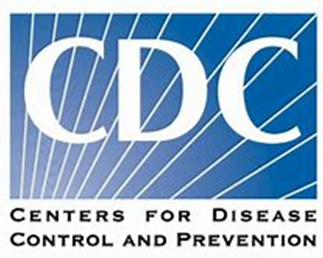 CDC
CENTERS FOR DISEASE
CONTROL AND PREVENTION